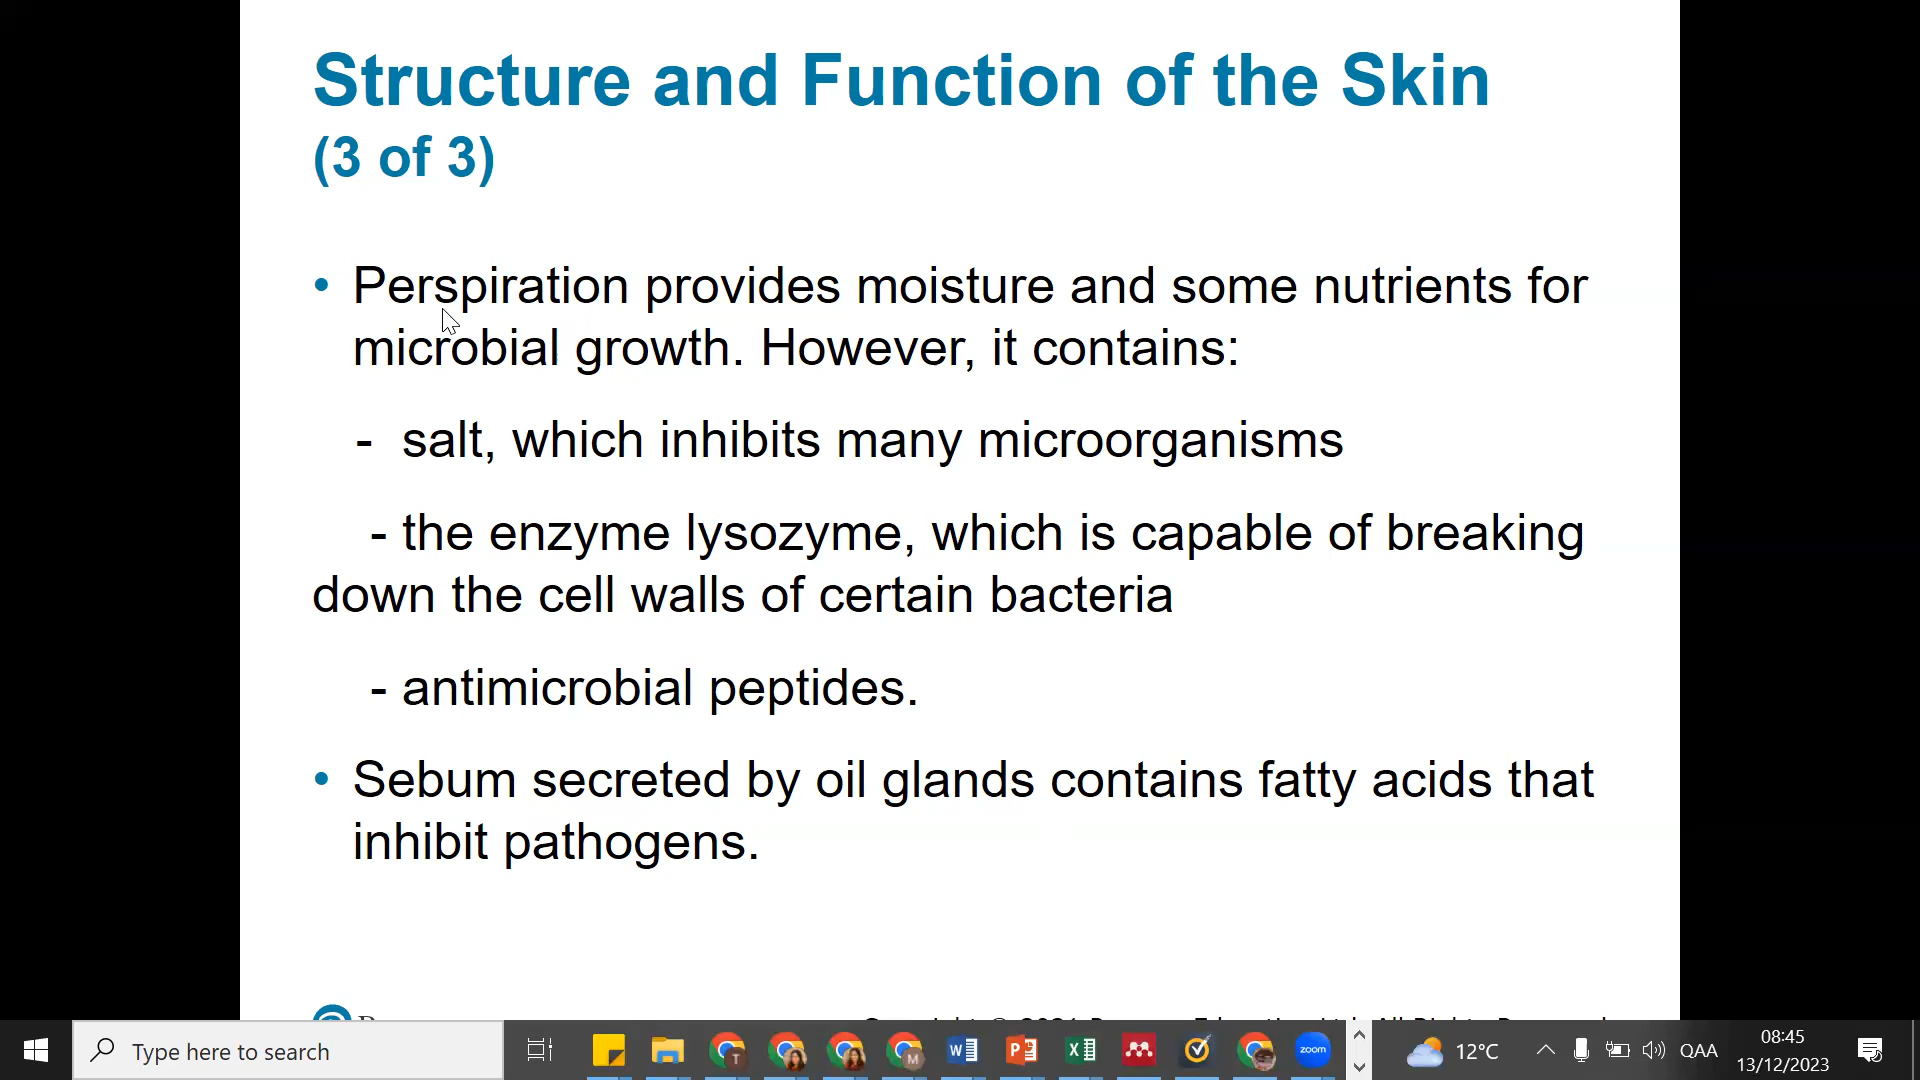 Structure and Function of the Skin
(3 of 3)
• Perspiration provides moisture and some nutrients for
microbial growth. However, it contains:
- salt, which inhibits many microorganisms
- the enzyme lysozyme, which is capable of breaking
down the cell walls of certain bacteria
- antimicrobial peptides.
• Sebum secreted by oil glands contains fatty acids that
inhibit pathogens.
Type here to search
T
M
zoom
12°C
QAA
08:45
13/12/2023